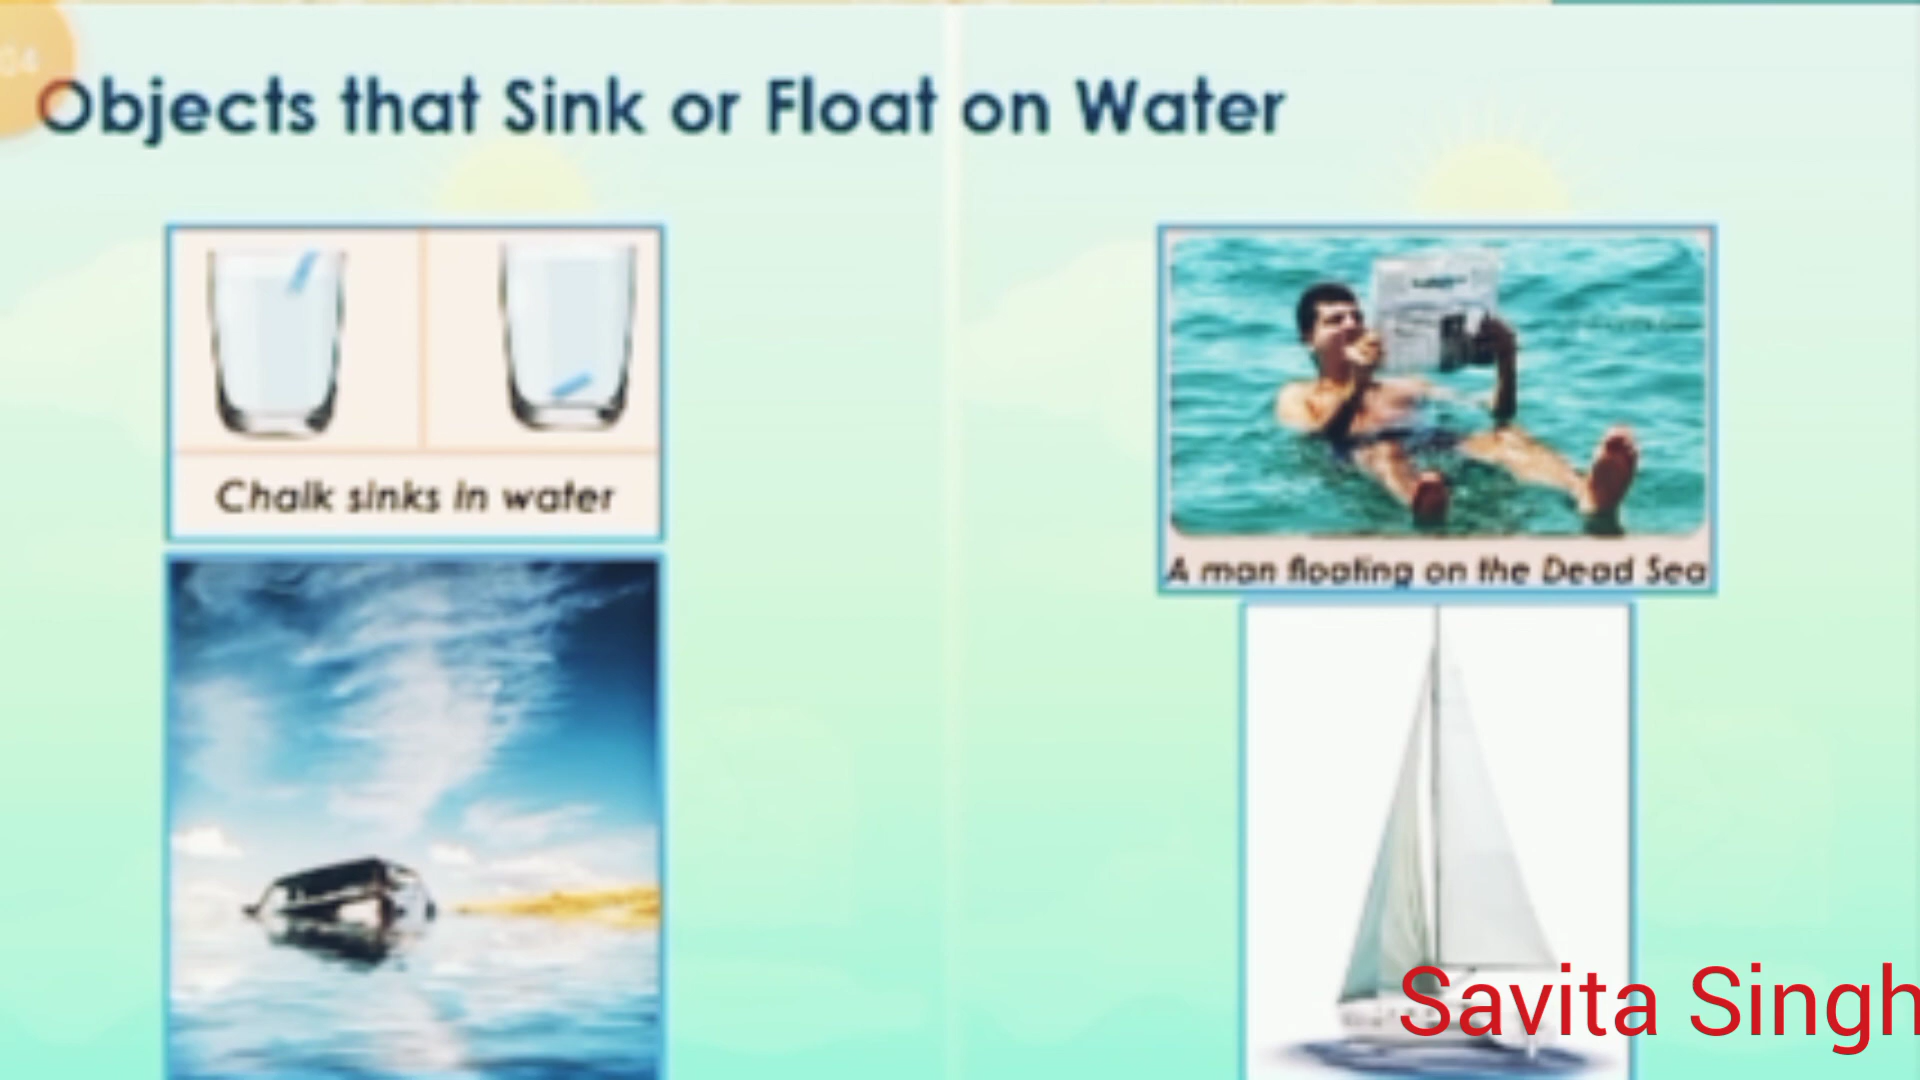 04
Objects that Sink or Float on Water
Chalk sinks in water
A man floating on the Dead Sea
Savita Singh